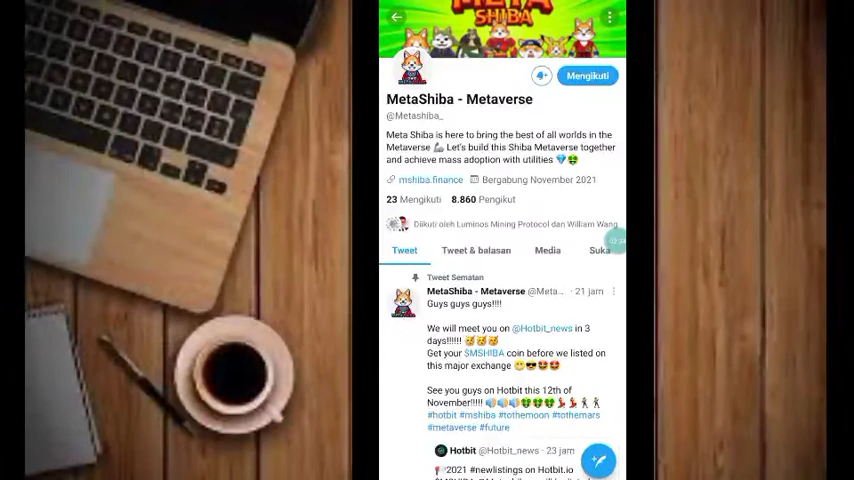 META
SHIBA
Mengikuti
MetaShiba - Metaverse
@Metashiba_
Meta Shiba is here to bring the best of all worlds in the
Metaverse 🦾 Let's build this Shiba Metaverse together
and achieve mass adoption with utilities 💎🤑
mshiba.finance Bergabung November 2021
23 Mengikuti 8.860 Pengikut
Diikuti oleh Luminos Mining Protocol dan William Wang
Tweet Tweet & balasan Media Suka
02:34
Tweet Sematan
MetaShiba - Metaverse @Meta... · 21 jam
Guys guys guys!!!!
We will meet you on @Hotbit_news in 3
days!!!!!! 🥳🥳🥳
Get your $MSHIBA coin before we listed on
this major exchange 😁😎🤩🤩
See you guys on Hotbit this 12th of
November!!!!!
#hotbit #mshiba #tothemoon #tothemars
#metaverse #future
Hotbit @Hotbit_news · 23 jam
2021 #newlistings on Hotbit.io